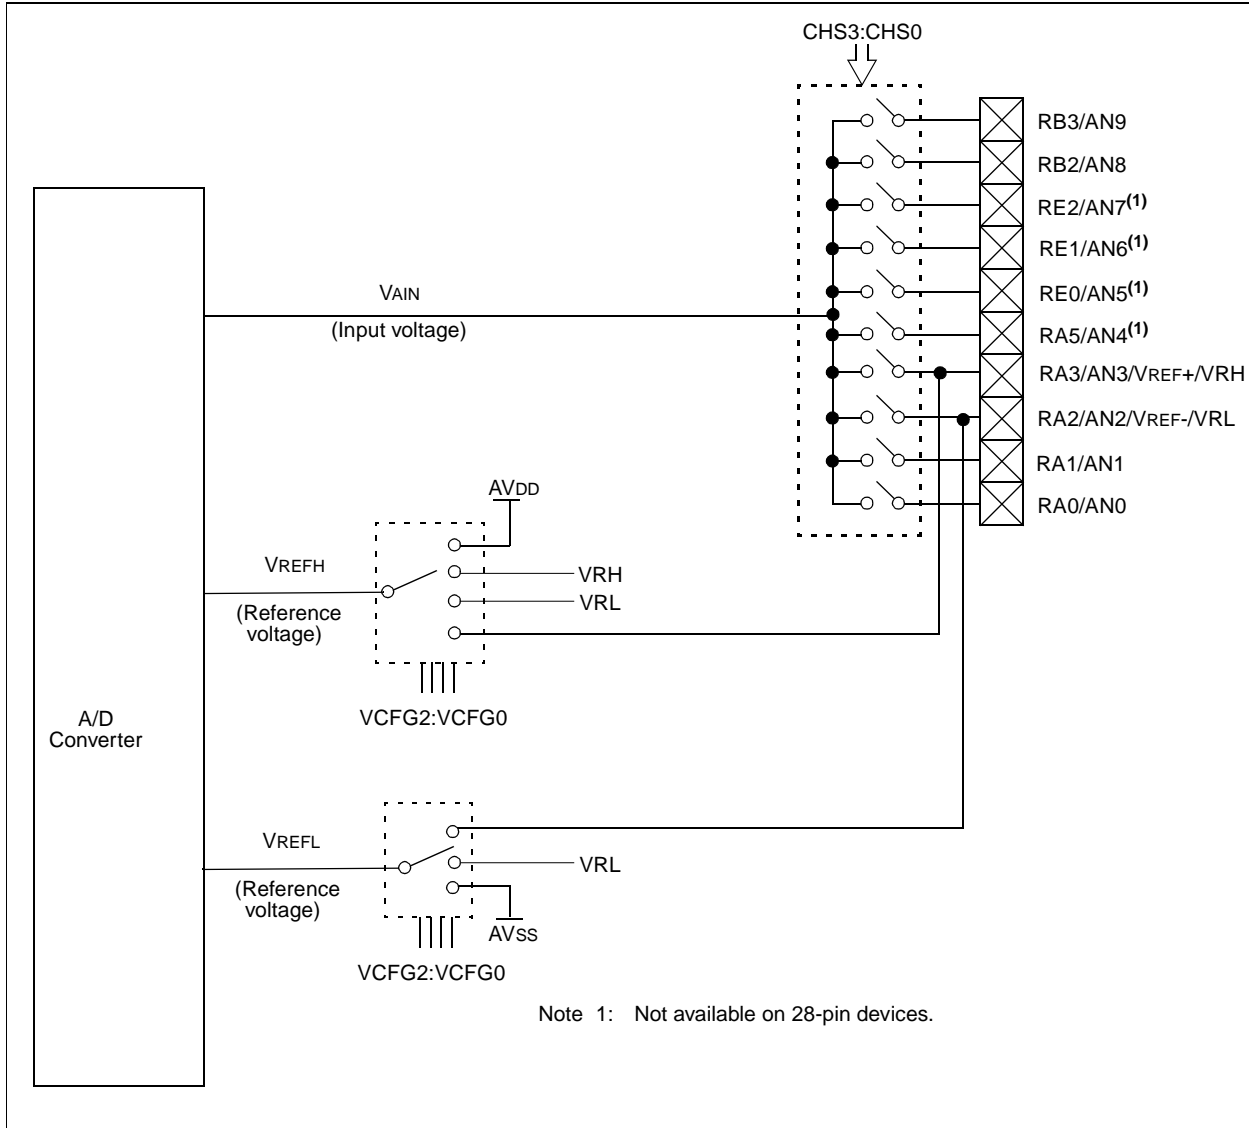 CHS3:CHS0
RB3/AN9
RB2/AN8
RE2/AN7(1)
RE1/AN6(1)
RE0/AN5(1)
RA5/AN4(1)
RA3/AN3/VREF+/VRH
RA2/AN2/VREF-/VRL
RA1/AN1
RA0/AN0
VAIN
(Input voltage)
AVDD
VREFH
(Reference
voltage)
VRH
VRL
VCFG2:VCFG0
A/D
Converter
VREFL
(Reference
voltage)
VRL
AVSS
VCFG2:VCFG0
Note 1: Not available on 28-pin devices.